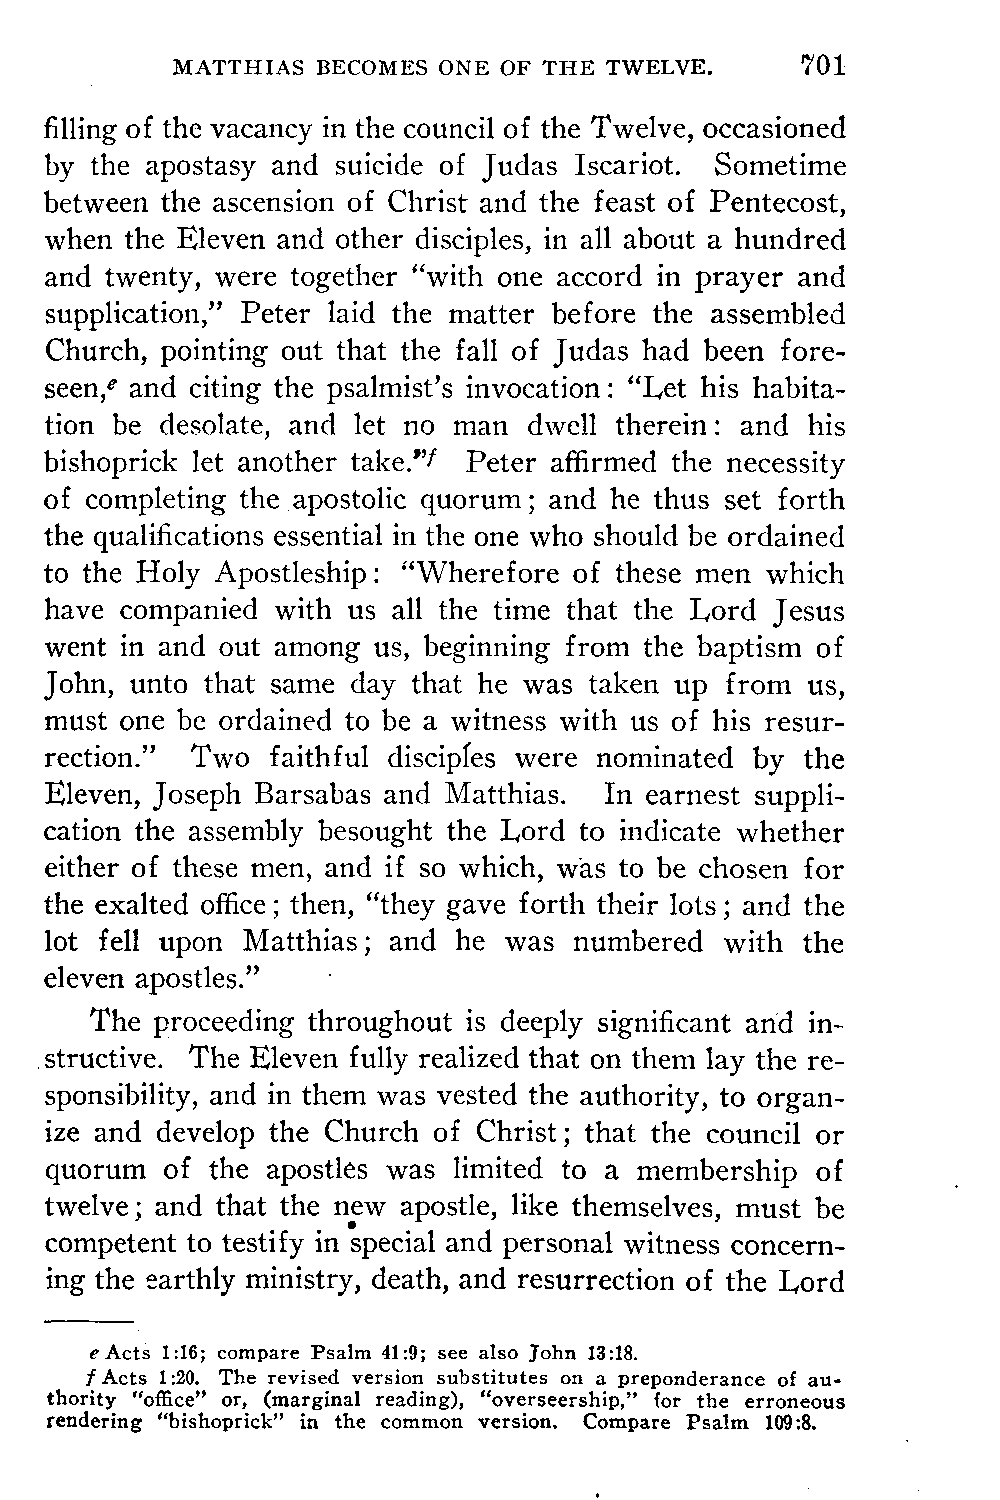 MATTHIAS BECOMES ONE OF THE TWELVE. 701
filling of the vacancy in the council of the Twelve, occasioned
by the apostasy and suicide of Judas Iscariot. Sometime
between the ascension of Christ and the feast of Pentecost,
when the Eleven and other disciples, in all about a hundred
and twenty, were together “with one accord in prayer and
supplication,” Peter laid the matter before the assembled
Church, pointing out that the fall of Judas had been fore-
seen,e and citing the psalmist’s invocation: “Let his habita-
tion be desolate, and let no man dwell therein: and his
bishoprick let another take.”f Peter affirmed the necessity
of completing the apostolic quorum; and he thus set forth
the qualifications essential in the one who should be ordained
to the Holy Apostleship: “Wherefore of these men which
have companied with us all the time that the Lord Jesus
went in and out among us, beginning from the baptism of
John, unto that same day that he was taken up from us,
must one be ordained to be a witness with us of his resur-
rection.” Two faithful disciples were nominated by the
Eleven, Joseph Barsabas and Matthias. In earnest suppli-
cation the assembly besought the Lord to indicate whether
either of these men, and if so which, was to be chosen for
the exalted office; then, “they gave forth their lots; and the
lot fell upon Matthias; and he was numbered with the
eleven apostles.”
The proceeding throughout is deeply significant and in-
structive. The Eleven fully realized that on them lay the re-
sponsibility, and in them was vested the authority, to organ-
ize and develop the Church of Christ; that the council or
quorum of the apostles was limited to a membership of
twelve; and that the new apostle, like themselves, must be
competent to testify in special and personal witness concern-
ing the earthly ministry, death, and resurrection of the Lord
e Acts 1:16; compare Psalm 41:9; see also John 13:18.
f Acts 1:20. The revised version substitutes on a preponderance of au-
thority “office” or, (marginal reading), “overseership,” for the erroneous
rendering “bishoprick” in the common version. Compare Psalm 109:8.